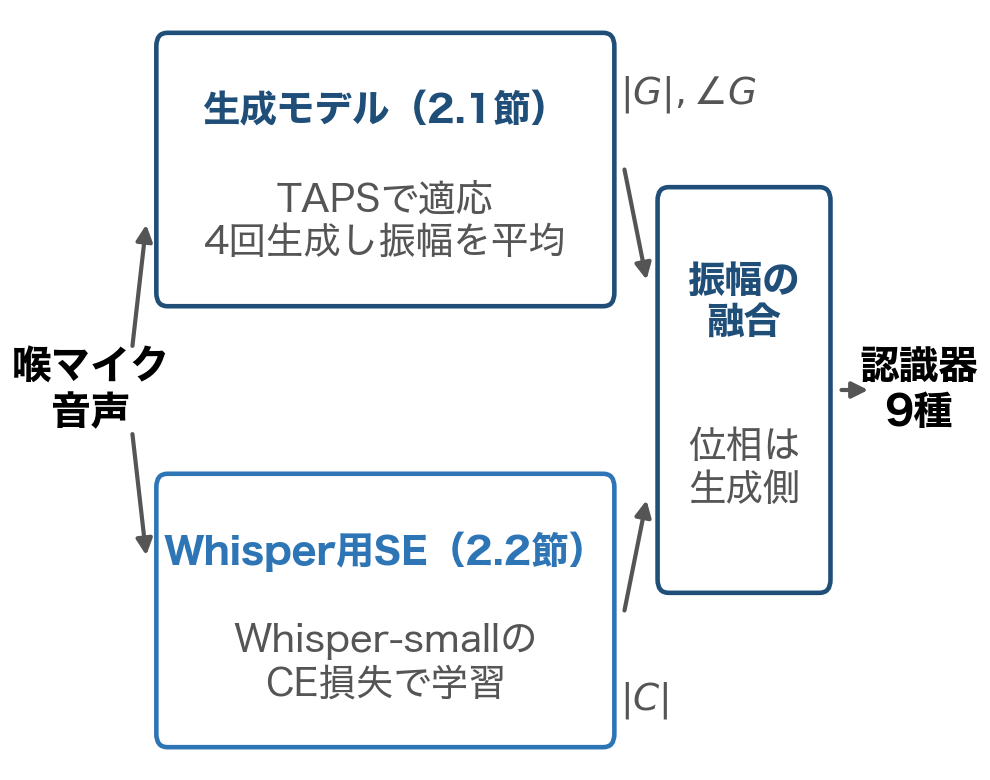 生成モデル（2.1節）
TAPSで適応
4回生成し振幅を平均
|G|, ∠G
喉マイク
音声
Whisper用SE（2.2節）
Whisper-smallの
CE損失で学習
|C|
振幅の
融合
位相は
生成側
認識器
9種